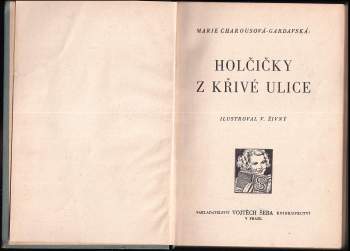 MARIE CHAROUSOVÁ-GARDAVSKÁ:
HOLČIČKY
Z KŘIVÉ ULICE
ILUSTROVAL V. ŽIVNÝ
NAKLADATELSTVÍ VOJTĚCH ŠEBA KNIHKUPECTVÍ
V PRAZE